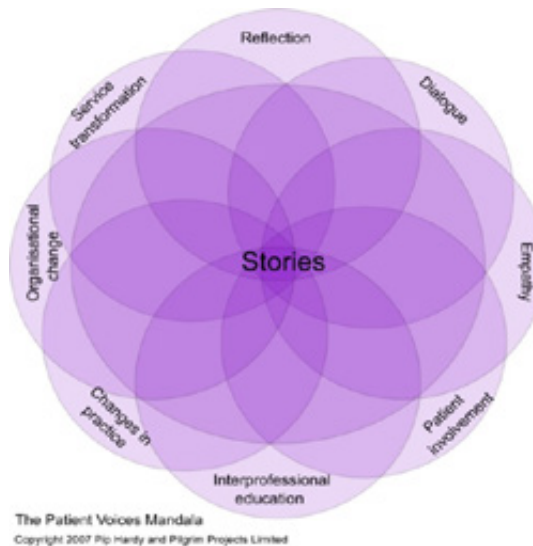 Reflection
Dialogue
Empathy
Patient
involvement
Interprofessional
education
Changes in
practice
Organisational
change
Service
transformation
Stories
The Patient Voices Mandala
Copyright 2007 Pip Hardy and Pilgrim Projects Limited